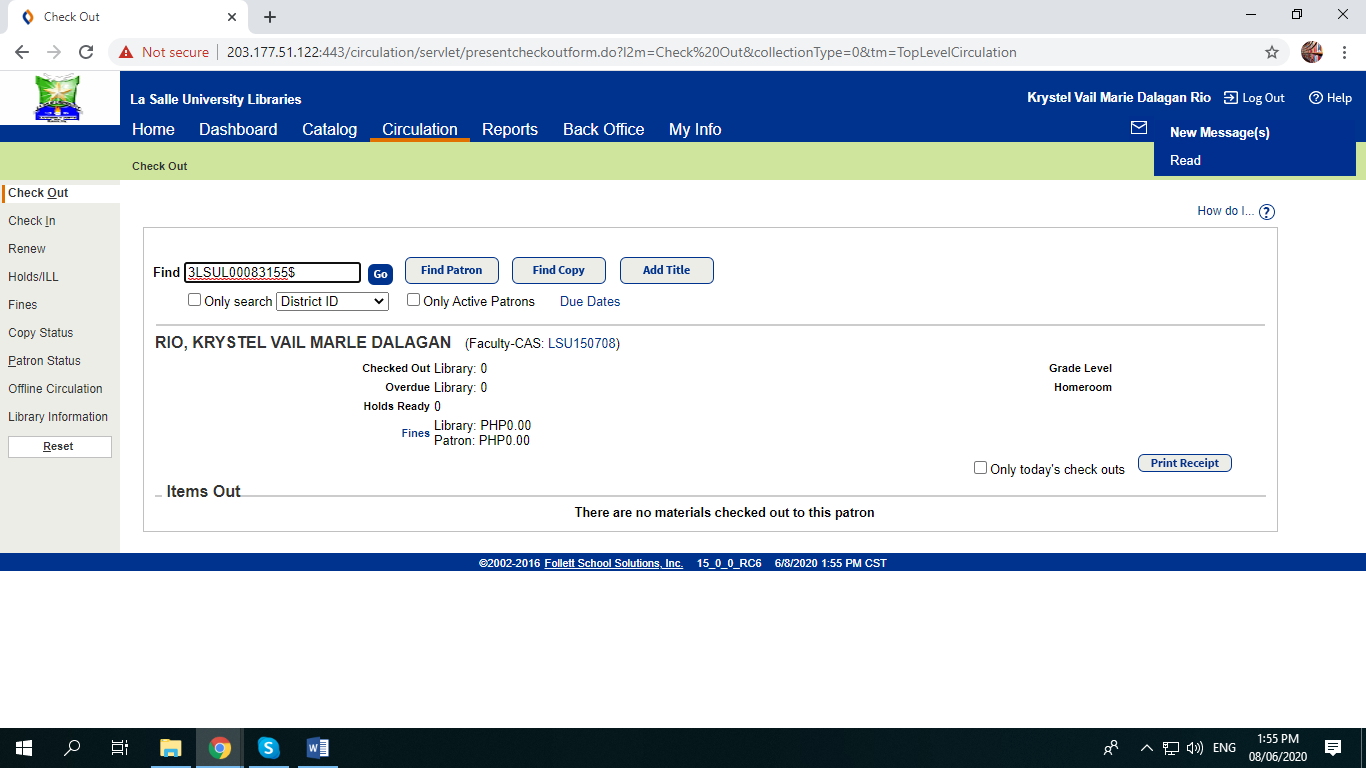 Check Out
Not secure 203.177.51.122:443/circulation/servlet/presentcheckoutform.do?l2m=Check%20Out&collectionType=0&tm=TopLevelCirculation
La Salle University Libraries
Krystel Vail Marie Dalagan Rio Log Out Help
Home Dashboard Catalog Circulation Reports Back Office My Info
New Message(s)
Read
Check Out
Check Out
Check In
Renew
Holds/ILL
Fines
Copy Status
Patron Status
Offline Circulation
Library Information
Reset
How do I... ?
Find 3LSUL00083155$ Go Find Patron Find Copy Add Title
Only search District ID Only Active Patrons Due Dates
RIO, KRYSTEL VAIL MARLE DALAGAN (Faculty-CAS: LSU150708)
Checked Out Library: 0 Grade Level
Overdue Library: 0 Homeroom
Holds Ready 0
Fines Library: PHP0.00
Patron: PHP0.00
Only today's check outs Print Receipt
Items Out
There are no materials checked out to this patron
©2002-2016 Follett School Solutions, Inc. 15_0_0_RC6 6/8/2020 1:55 PM CST
ENG 1:55 PM
08/06/2020